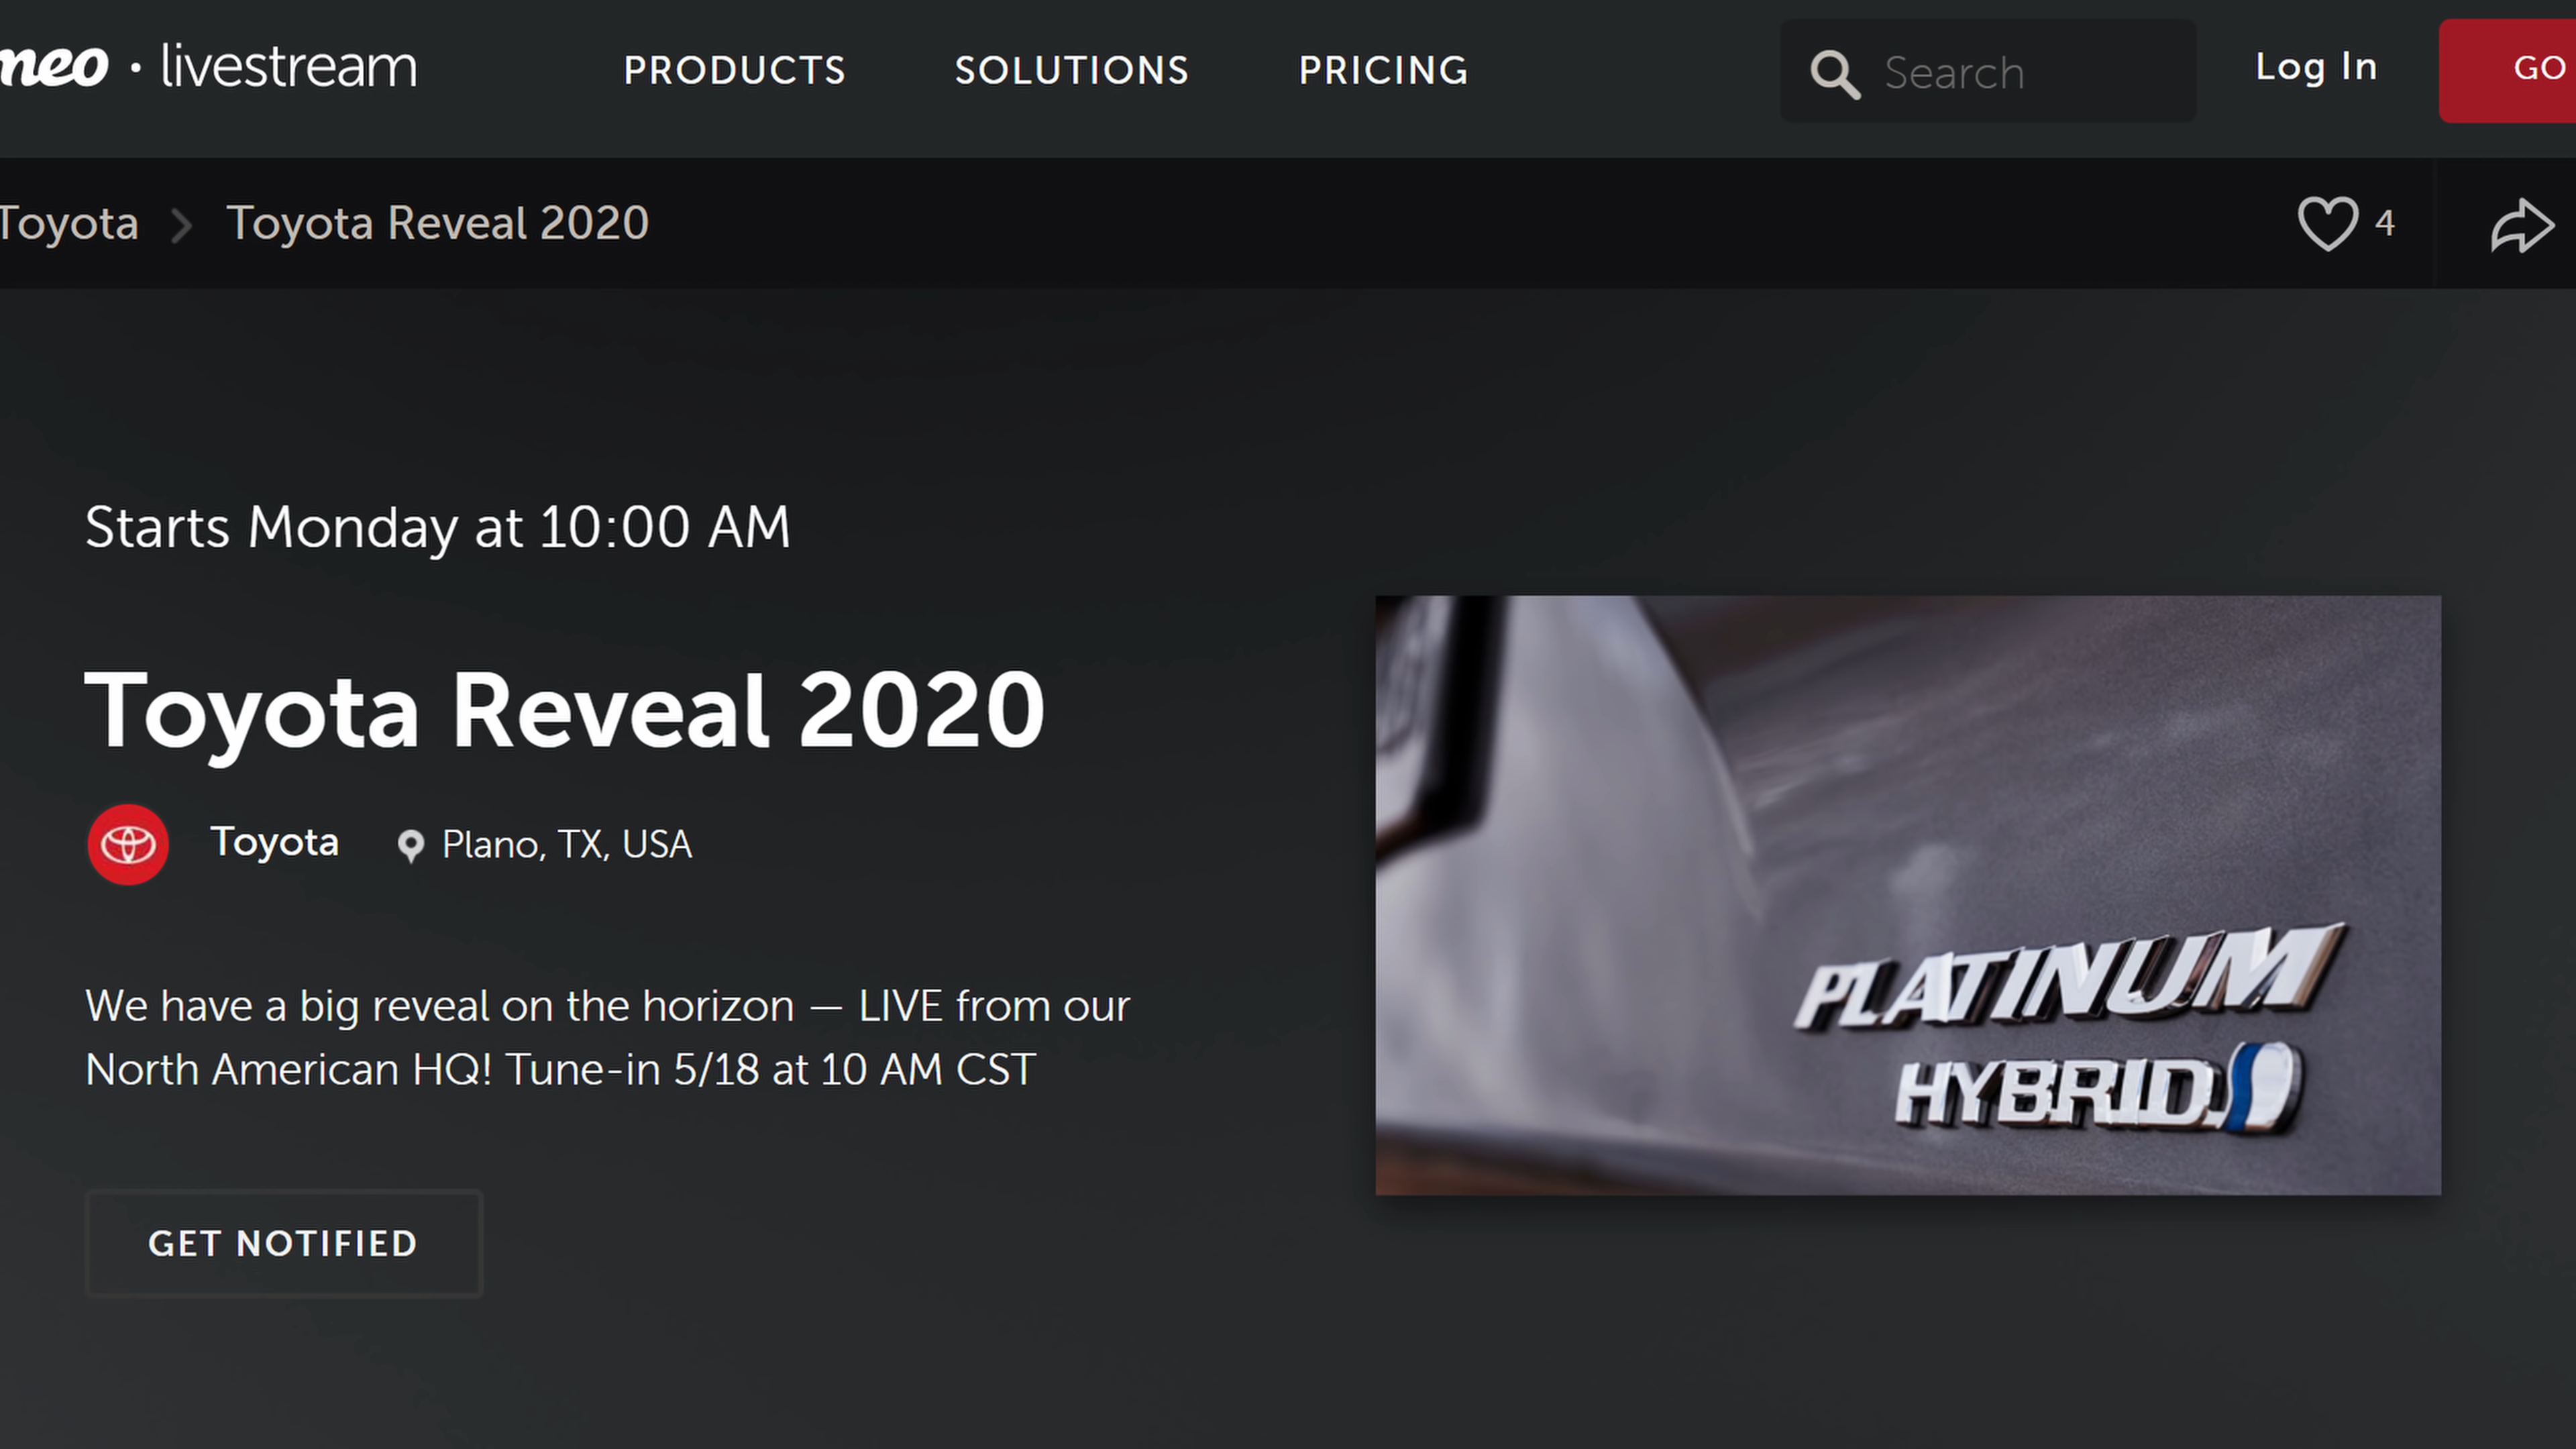 meo · livestream PRODUCTS SOLUTIONS PRICING Search Log In GO
Toyota > Toyota Reveal 2020 4
Starts Monday at 10:00 AM
Toyota Reveal 2020
Toyota Plano, TX, USA
We have a big reveal on the horizon — LIVE from our
North American HQ! Tune-in 5/18 at 10 AM CST
GET NOTIFIED
PLATINUM
HYBRID